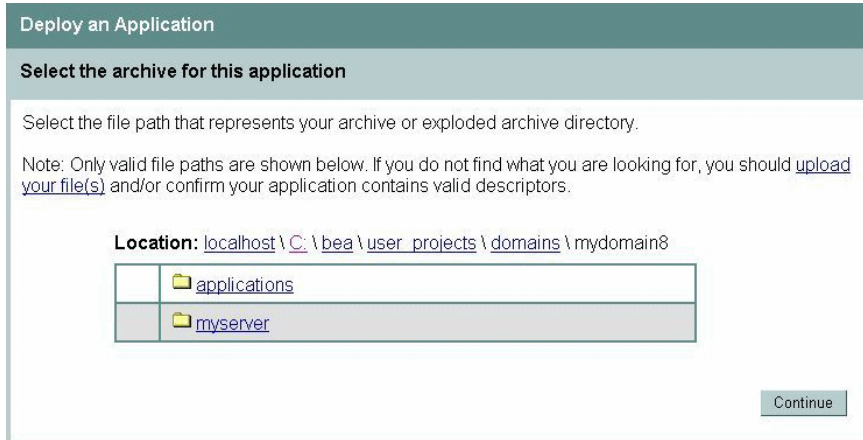 Deploy an Application
Select the archive for this application
Select the file path that represents your archive or exploded archive directory.
Note: Only valid file paths are shown below. If you do not find what you are looking for, you should upload
your file(s) and/or confirm your application contains valid descriptors.
Location: localhost \ C: \ bea \ user_projects \ domains \ mydomain8
applications
myserver
Continue